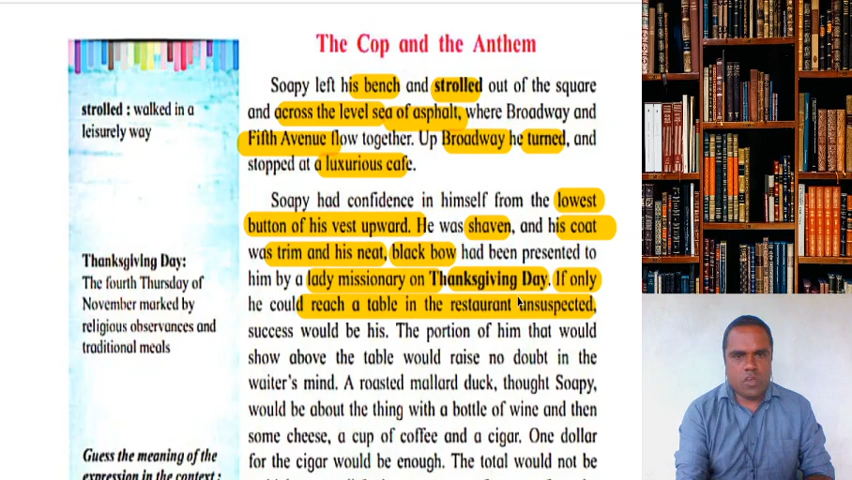 The Cop and the Anthem
Soapy left his bench and strolled out of the square
and across the level sea of asphalt, where Broadway and
Fifth Avenue flow together. Up Broadway he turned, and
stopped at a luxurious cafe.
Soapy had confidence in himself from the lowest
button of his vest upward. He was shaven, and his coat
was trim and his neat, black bow had been presented to
him by a lady missionary on Thanksgiving Day. If only
he could reach a table in the restaurant unsuspected,
success would be his. The portion of him that would
show above the table would raise no doubt in the
waiter's mind. A roasted mallard duck, thought Soapy,
would be about the thing with a bottle of wine and then
some cheese, a cup of coffee and a cigar. One dollar
for the cigar would be enough. The total would not be
strolled : walked in a
leisurely way
Thanksgiving Day:
The fourth Thursday of
November marked by
religious observances and
traditional meals
Guess the meaning of the
expression in the context :